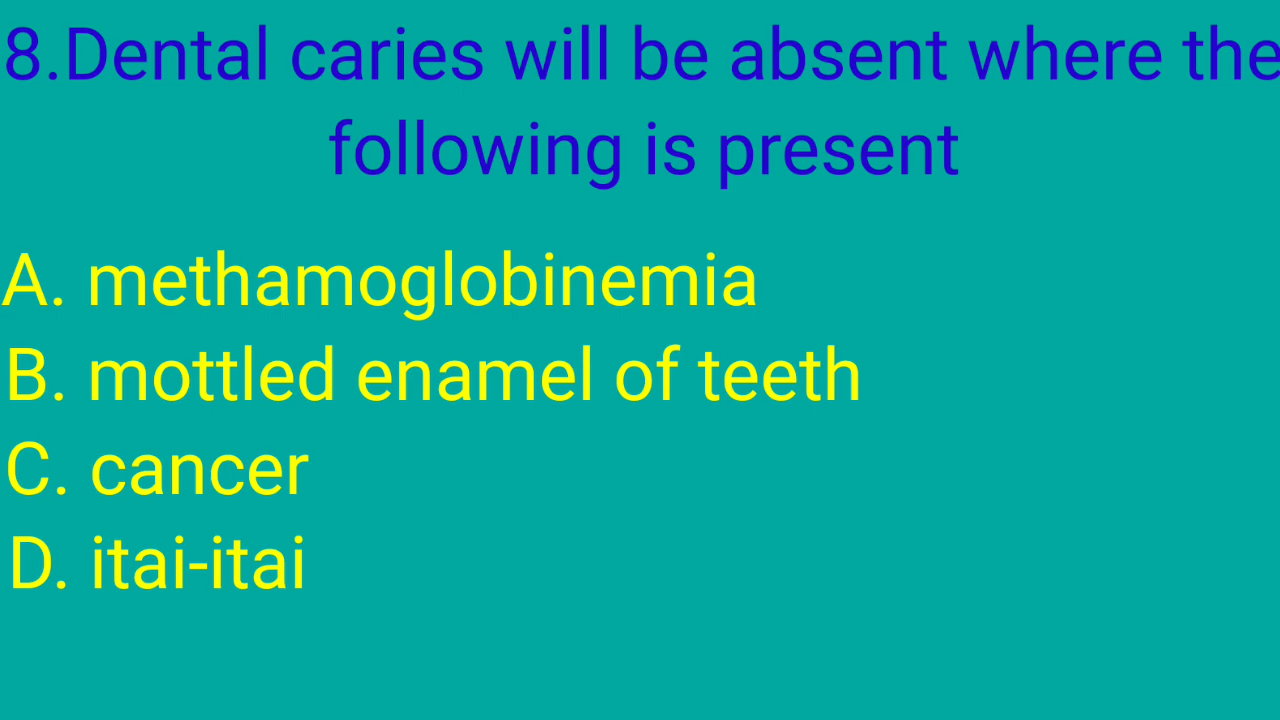 8.Dental caries will be absent where the
following is present
A. methamoglobinemia
B. mottled enamel of teeth
C. cancer
D. itai-itai